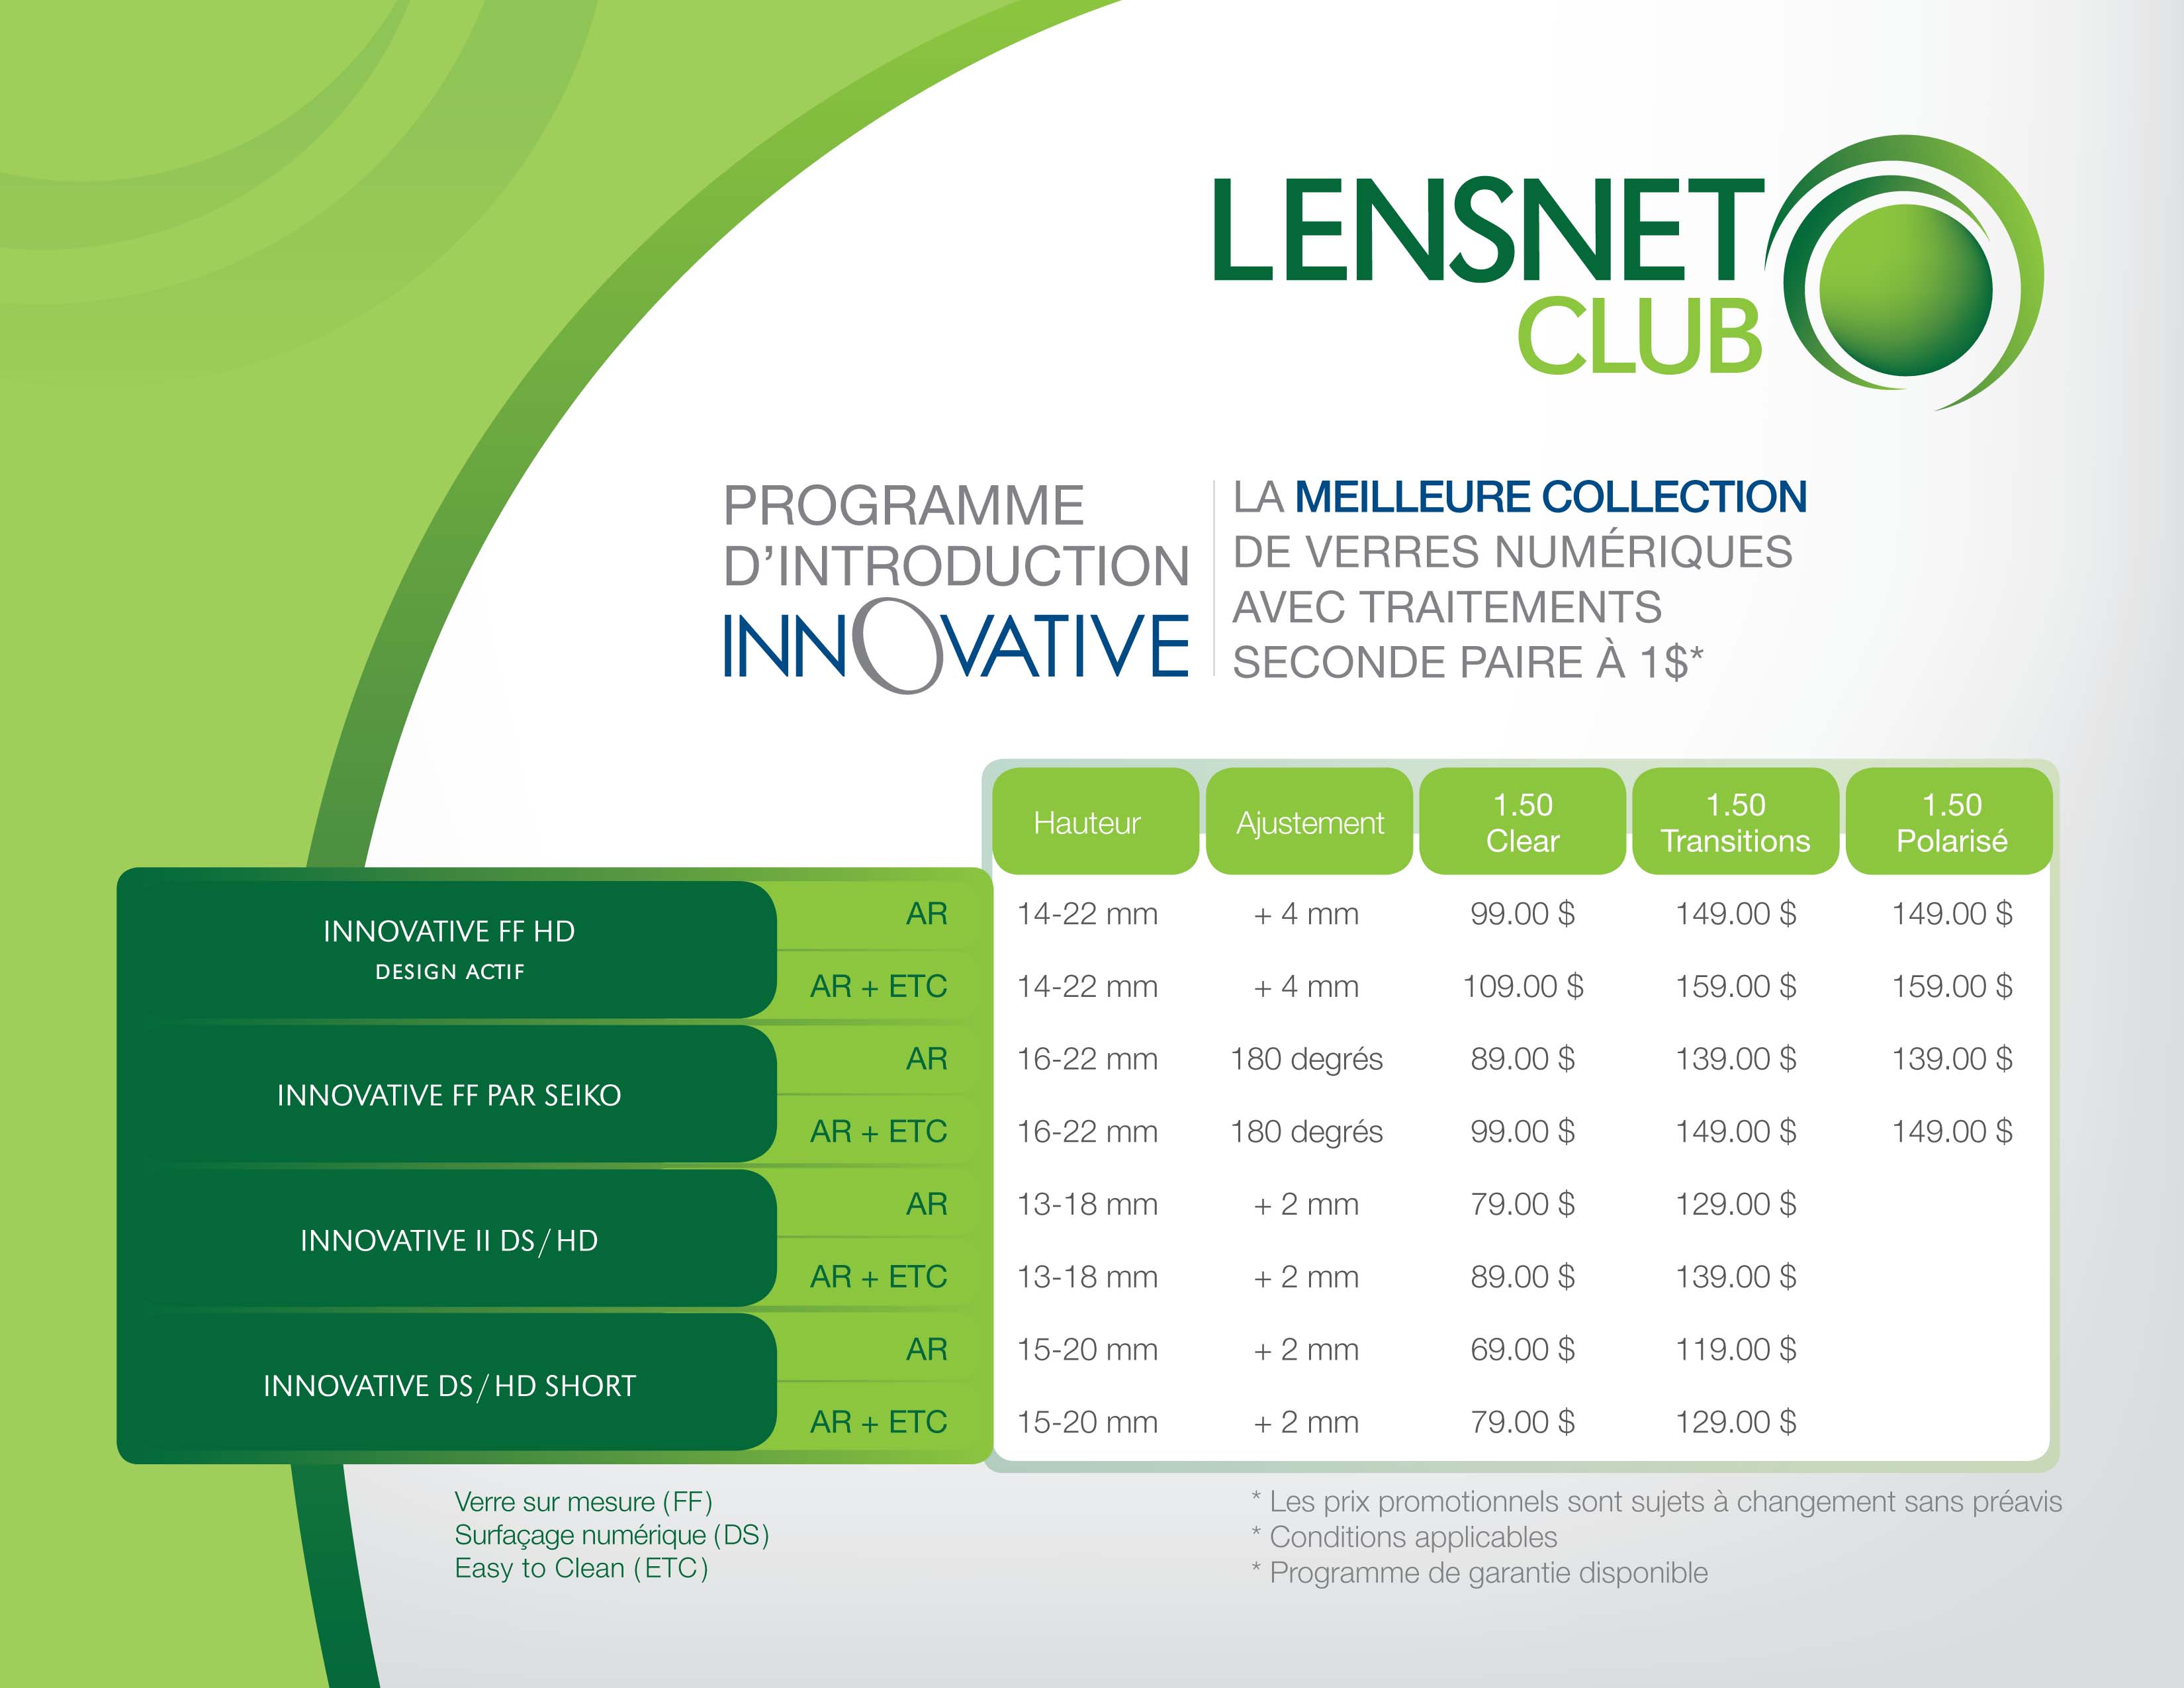 LENSNET
CLUB
PROGRAMME
D'INTRODUCTION
INNOVATIVE
LA MEILLEURE COLLECTION
DE VERRES NUMÉRIQUES
AVEC TRAITEMENTS
SECONDE PAIRE À 1$*
Hauteur Ajustement 1.50 Clear 1.50 Transitions 1.50 Polarisé
INNOVATIVE FF HD
DESIGN ACTIF
AR 14-22 mm + 4 mm 99.00 $ 149.00 $ 149.00 $
AR + ETC 14-22 mm + 4 mm 109.00 $ 159.00 $ 159.00 $
INNOVATIVE FF PAR SEIKO
AR 16-22 mm 180 degrés 89.00 $ 139.00 $ 139.00 $
AR + ETC 16-22 mm 180 degrés 99.00 $ 149.00 $ 149.00 $
INNOVATIVE II DS/HD
AR 13-18 mm + 2 mm 79.00 $ 129.00 $
AR + ETC 13-18 mm + 2 mm 89.00 $ 139.00 $
INNOVATIVE DS/HD SHORT
AR 15-20 mm + 2 mm 69.00 $ 119.00 $
AR + ETC 15-20 mm + 2 mm 79.00 $ 129.00 $
Verre sur mesure (FF)
Surfaçage numérique (DS)
Easy to Clean (ETC)
* Les prix promotionnels sont sujets à changement sans préavis
* Conditions applicables
* Programme de garantie disponible